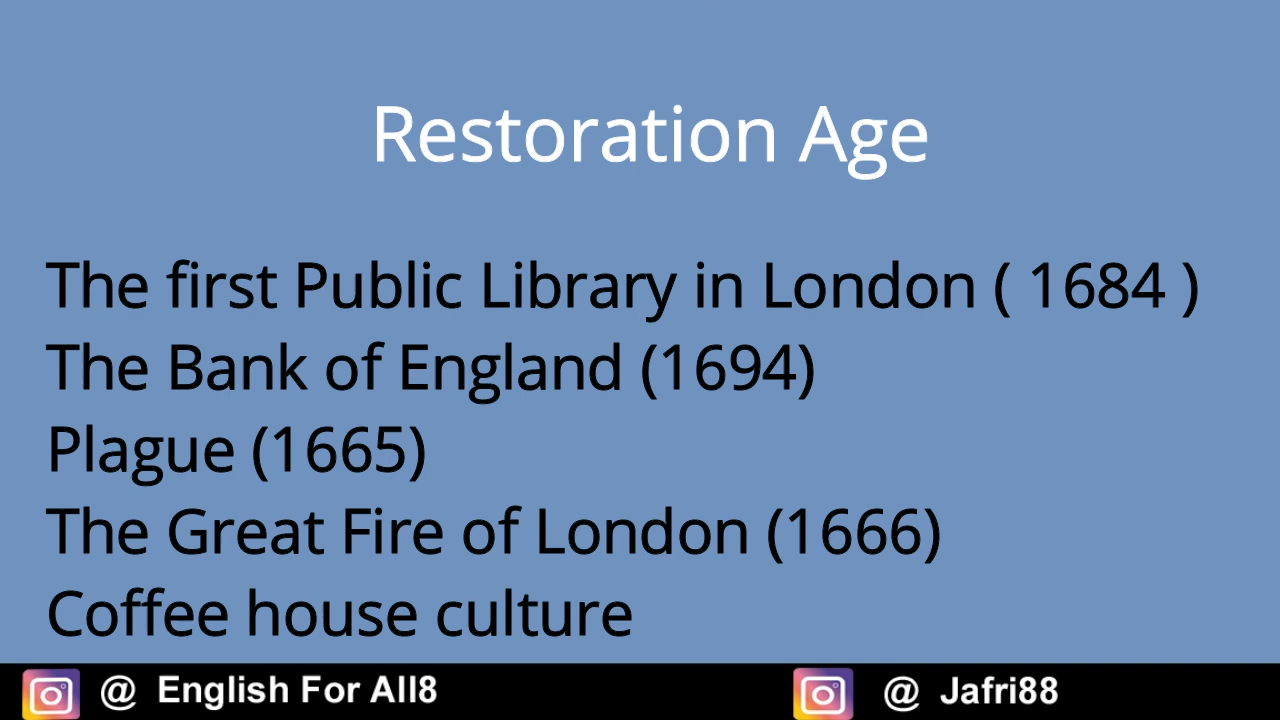 Restoration Age
The first Public Library in London ( 1684 )
The Bank of England (1694)
Plague (1665)
The Great Fire of London (1666)
Coffee house culture
@ English For All8
@ Jafri88